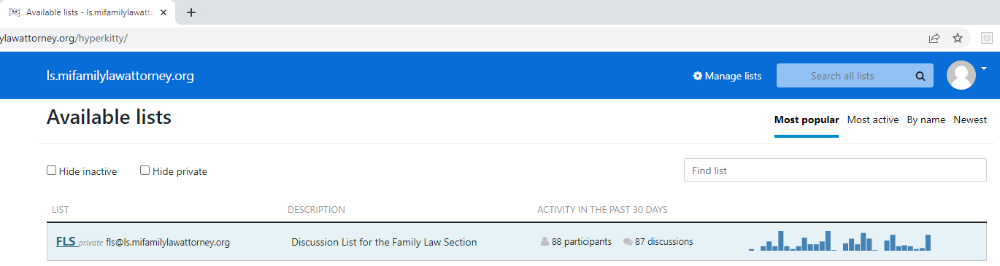 Available lists - ls.mifamilylawatto
ylawattorney.org/hyperkitty/
ls.mifamilylawattorney.org
Manage lists
Search all lists
Available lists
Most popular Most active By name Newest
Hide inactive Hide private
Find list
LIST DESCRIPTION ACTIVITY IN THE PAST 30 DAYS
FLS private fls@ls.mifamilylawattorney.org Discussion List for the Family Law Section 88 participants 87 discussions